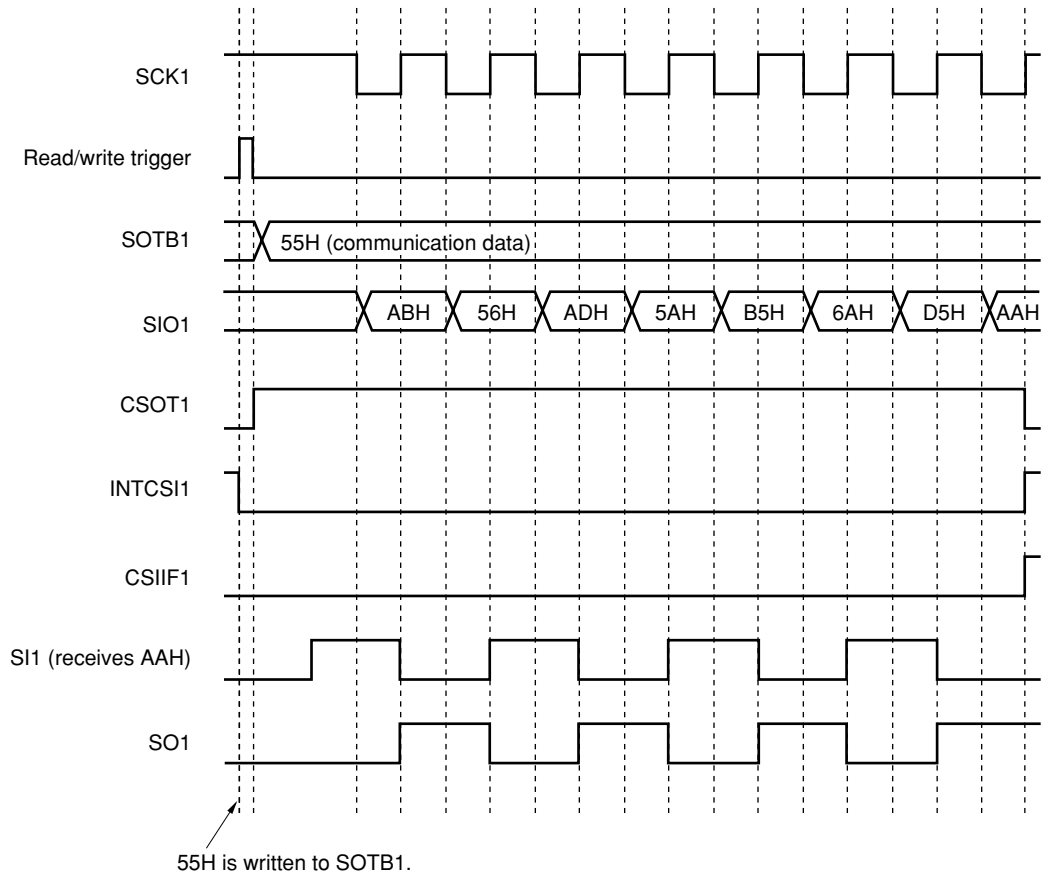 SCK1
Read/write trigger
SOTB1
55H (communication data)
SIO1
ABH 56H ADH 5AH B5H 6AH D5H AAH
CSOT1
INTCSI1
CSIIF1
SI1 (receives AAH)
SO1
55H is written to SOTB1.